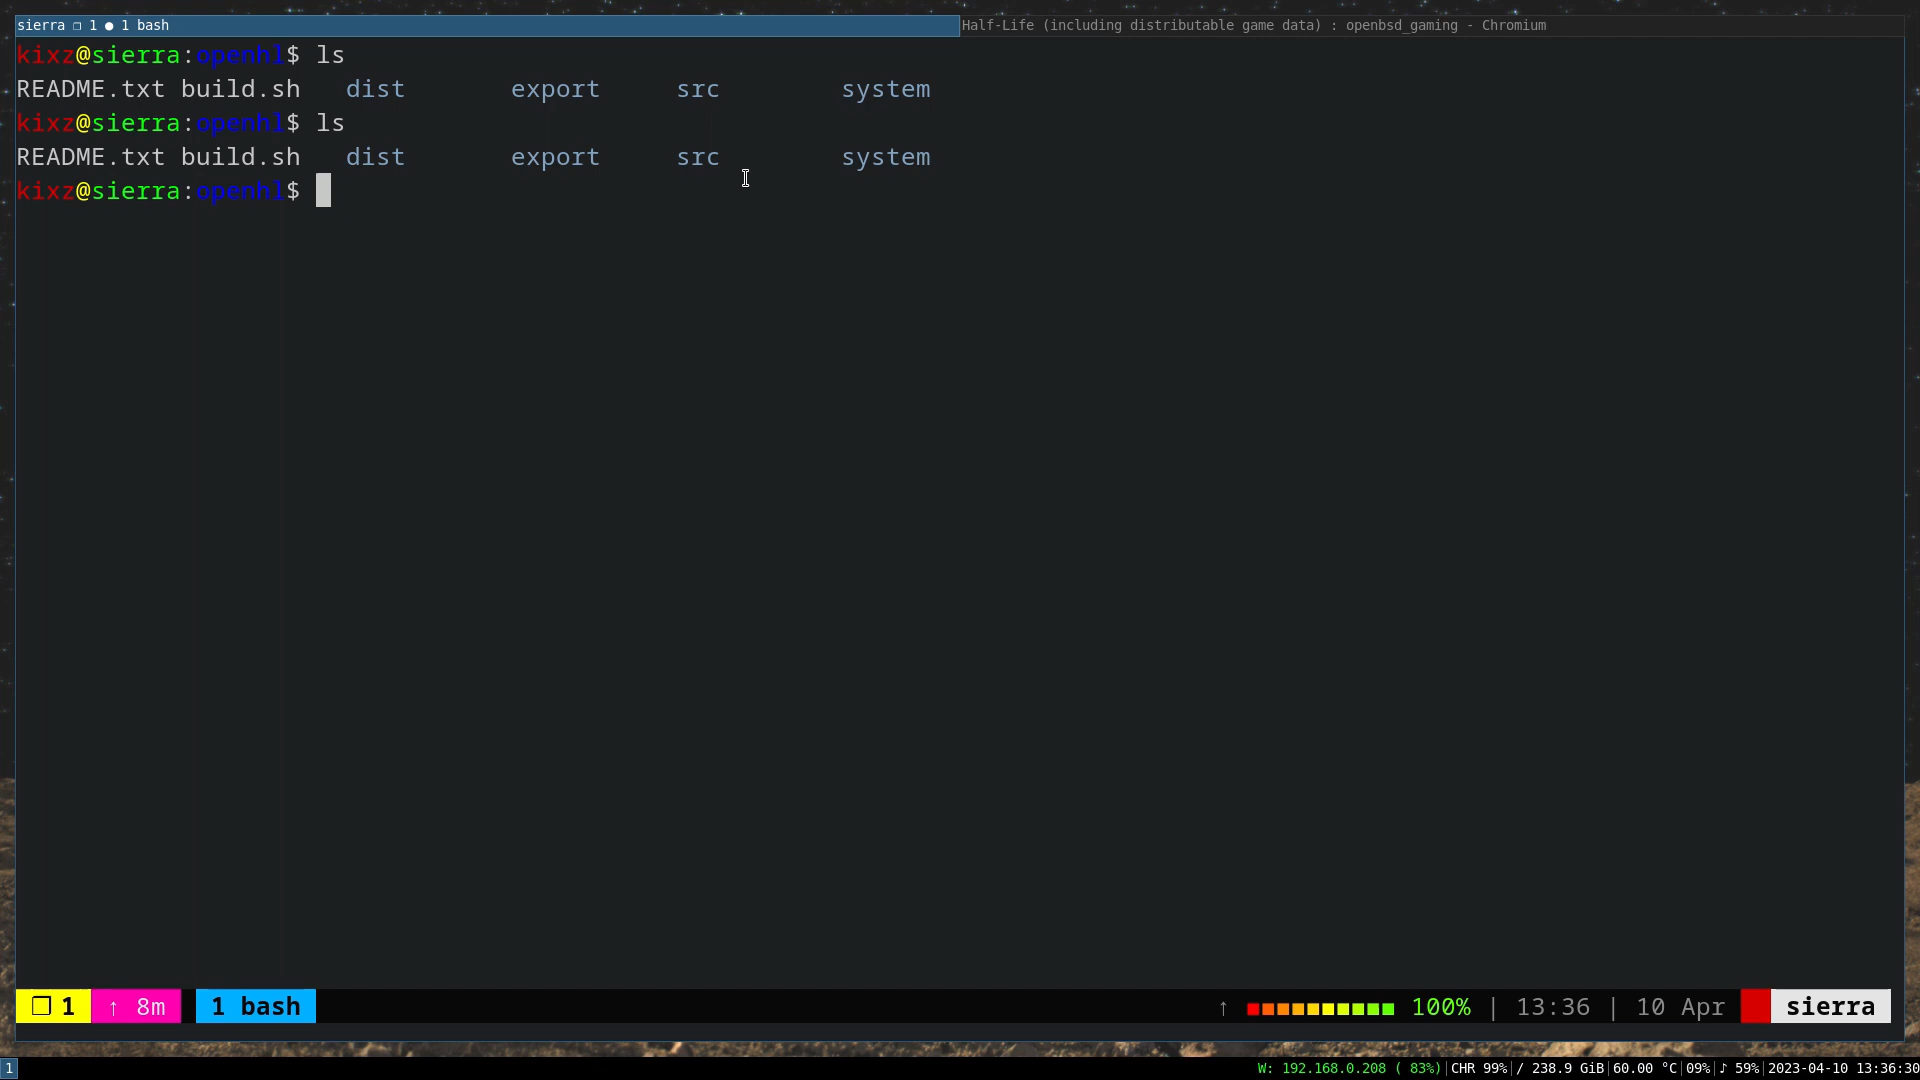 sierra ❐ 1 ● 1 bash
Half-Life (including distributable game data) : openbsd_gaming - Chromium
kixz@sierra:openhl$ ls
README.txt build.sh dist export src system
kixz@sierra:openhl$ ls
README.txt build.sh dist export src system
kixz@sierra:openhl$
❐ 1 ↑ 8m 1 bash ↑ 100% | 13:36 | 10 Apr sierra
1 W: 192.168.0.208 ( 83%)|CHR 99%|/ 238.9 GiB|60.00 °C|09%|♪ 59%|2023-04-10 13:36:30